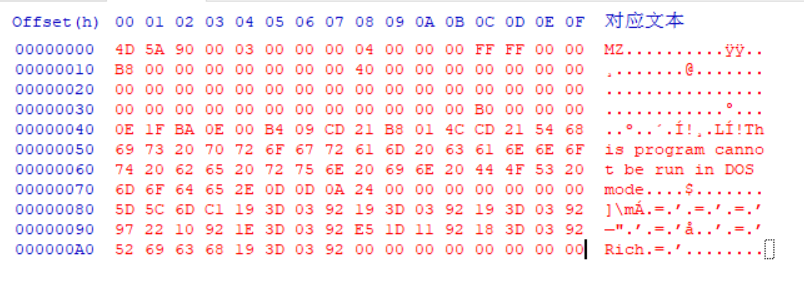 Offset(h) 00 01 02 03 04 05 06 07 08 09 0A 0B 0C 0D 0E 0F 对应文本
00000000 4D 5A 90 00 03 00 00 00 04 00 00 00 FF FF 00 00 MZ..........ÿÿ..
00000010 B8 00 00 00 00 00 00 00 40 00 00 00 00 00 00 00 ¸.......@.......
00000020 00 00 00 00 00 00 00 00 00 00 00 00 00 00 00 00 ................
00000030 00 00 00 00 00 00 00 00 00 00 00 00 B0 00 00 00 ............°...
00000040 0E 1F BA 0E 00 B4 09 CD 21 B8 01 4C CD 21 54 68 ..º..´.Í!¸.LÍ!Th
00000050 69 73 20 70 72 6F 67 72 61 6D 20 63 61 6E 6E 6F is program canno
00000060 74 20 62 65 20 72 75 6E 20 69 6E 20 44 4F 53 20 t be run in DOS
00000070 6D 6F 64 65 2E 0D 0D 0A 24 00 00 00 00 00 00 00 mode....$.......
00000080 5D 5C 6D C1 19 3D 03 92 19 3D 03 92 19 3D 03 92 ]\mÁ.=.’.=.’.=.’
00000090 97 22 10 92 1E 3D 03 92 E5 1D 11 92 18 3D 03 92 —".’.=.’å..’.=.’
000000A0 52 69 63 68 19 3D 03 92 00 00 00 00 00 00 00 00 Rich.=.’........